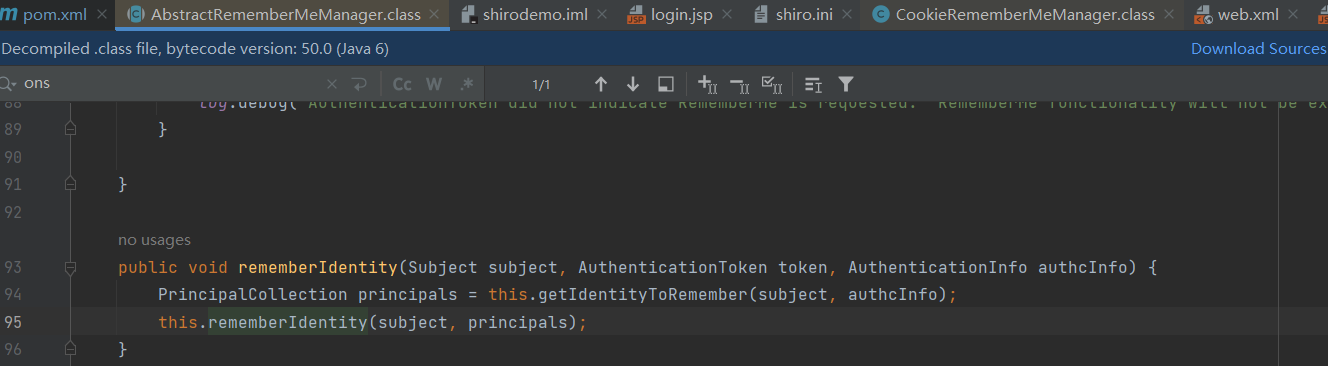 pom.xml AbstractRememberMeManager.class shirodemo.iml login.jsp shiro.ini CookieRememberMeManager.class web.xml
Decompiled .class file, bytecode version: 50.0 (Java 6) Download Sources
ons Cc W .* 1/1
88 log.debug("AuthenticationToken did not indicate RememberMe is requested.  RememberMe functionality will not be ex
89 }
90
91 }
92
no usages
93 public void rememberIdentity(Subject subject, AuthenticationToken token, AuthenticationInfo authcInfo) {
94 PrincipalCollection principals = this.getIdentityToRemember(subject, authcInfo);
95 this.rememberIdentity(subject, principals);
96 }